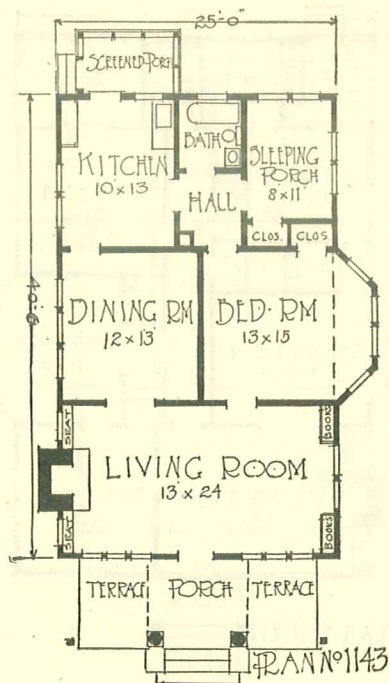 25'-0"
SCREENED PORCH
BATH
KITCHEN
10 x 13
SLEEPING
PORCH
8 x 11
HALL
CLOS. CLOS.
40'-6"
DINING RM
12 x 13
BED. RM
13 x 15
SEAT
BOOKS
LIVING ROOM
13 x 24
SEAT
BOOKS
TERRACE PORCH TERRACE
PLAN No 1143